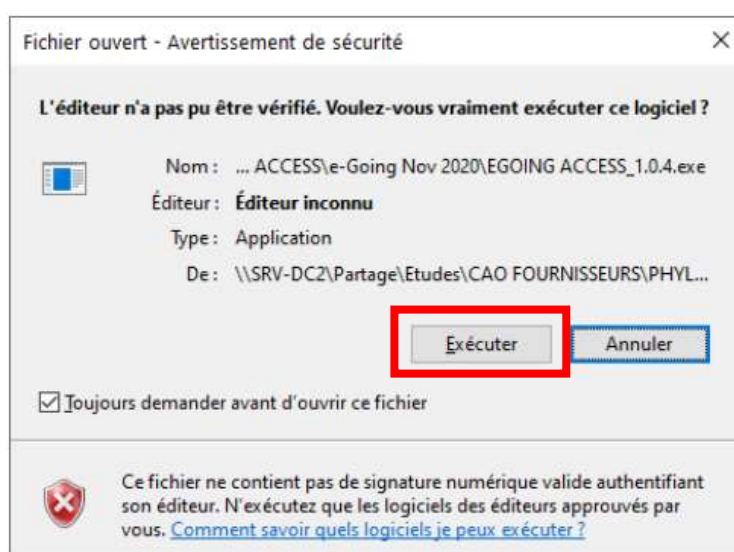 Fichier ouvert - Avertissement de sécurité
L'éditeur n'a pas pu être vérifié. Voulez-vous vraiment exécuter ce logiciel ?
Nom : ... ACCESS\e-Going Nov 2020\EGOING ACCESS_1.0.4.exe
Éditeur : Éditeur inconnu
Type : Application
De : \\SRV-DC2\Partage\Etudes\CAO FOURNISSEURS\PHYL...
Exécuter Annuler
Toujours demander avant d'ouvrir ce fichier
Ce fichier ne contient pas de signature numérique valide authentifiant
son éditeur. N'exécutez que les logiciels des éditeurs approuvés par
vous. Comment savoir quels logiciels je peux exécuter ?